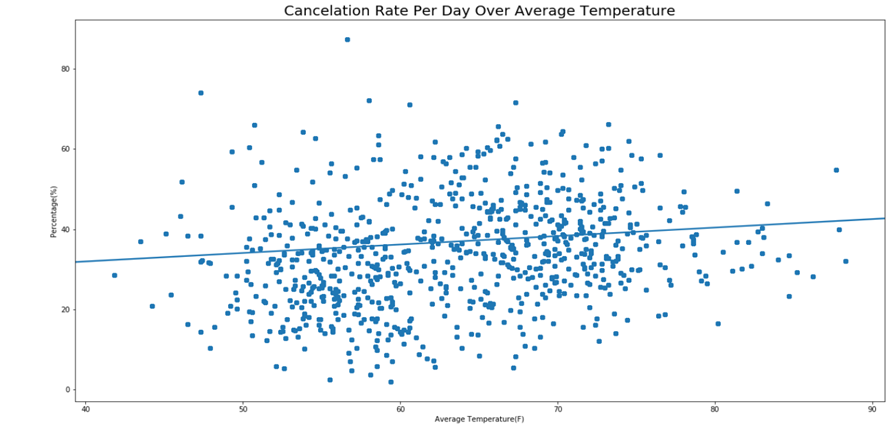 Cancelation Rate Per Day Over Average Temperature
Percentage(%)
80
60
40
20
0
40 50 60 70 80 90
Average Temperature(F)